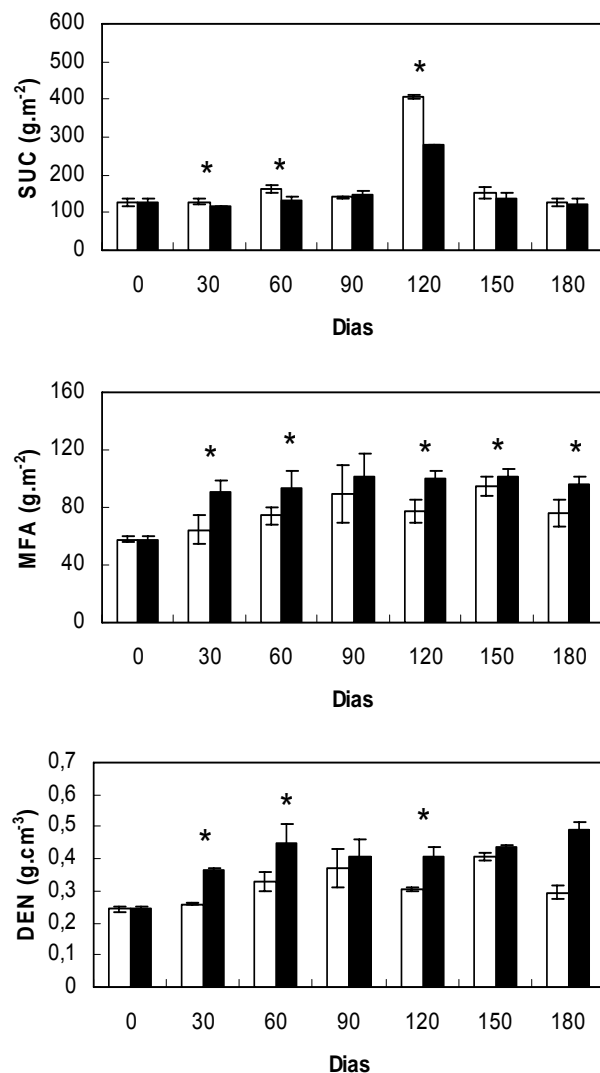 SUC (g.m⁻²)
600
500
400
300
200
100
0
* * *
0 30 60 90 120 150 180
Dias
MFA (g.m⁻²)
160
120
80
40
0
* * * * *
0 30 60 90 120 150 180
Dias
DEN (g.cm⁻³)
0,7
0,6
0,5
0,4
0,3
0,2
0,1
0
* * *
0 30 60 90 120 150 180
Dias